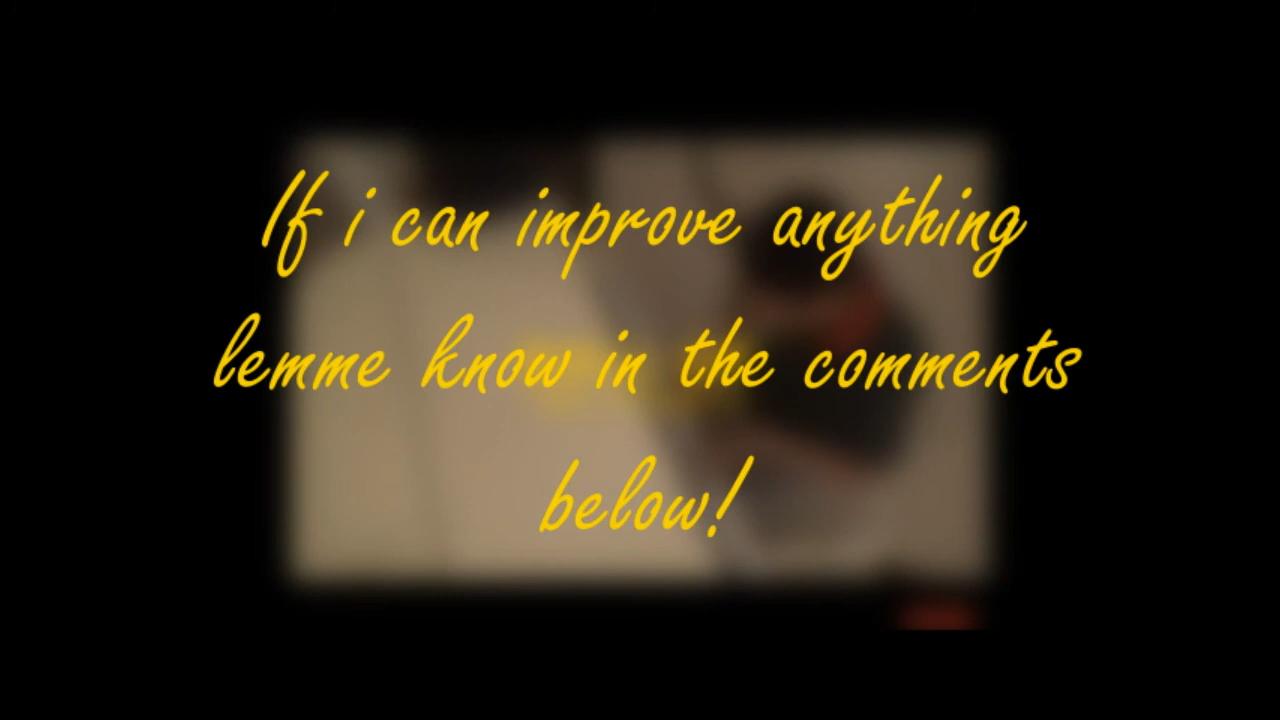 If i can improve anything
lemme know in the comments
below!